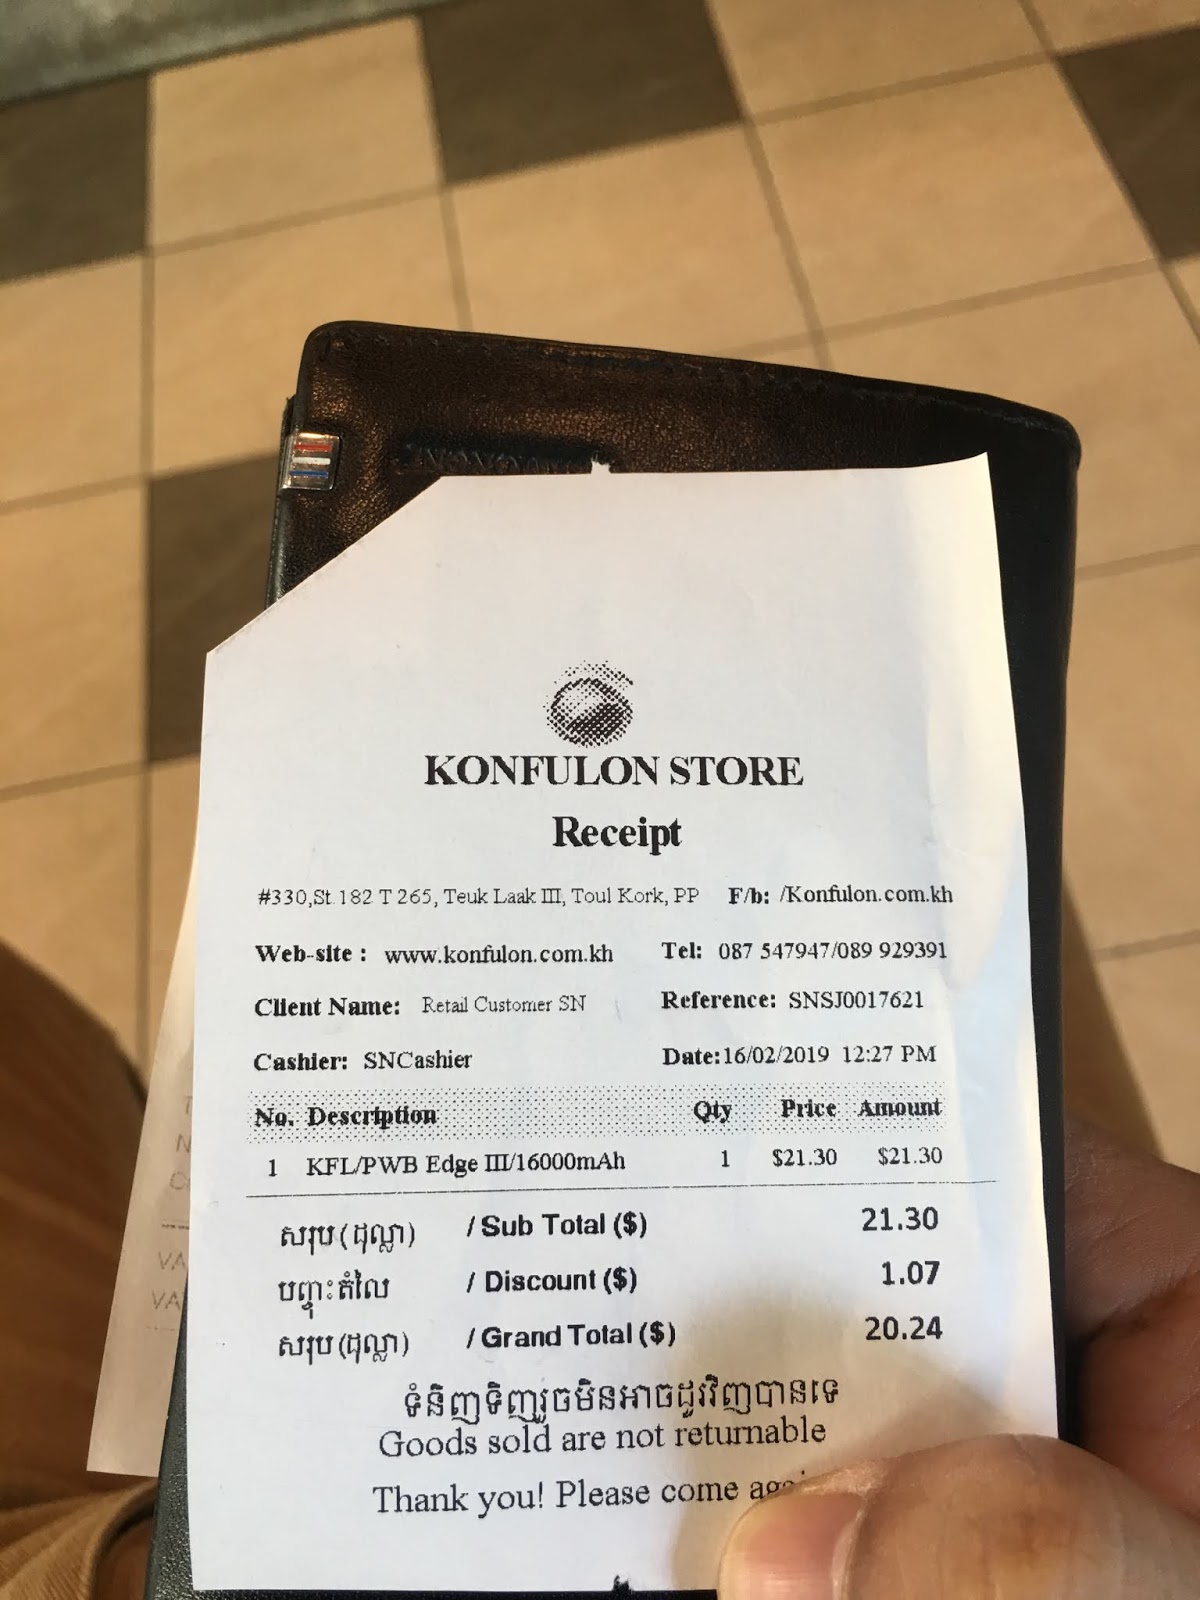 KONFULON STORE
Receipt
#330,St.182 T 265, Teuk Laak III, Toul Kork, PP F/b: /Konfulon.com.kh
Web-site : www.konfulon.com.kh Tel: 087 547947/089 929391
Client Name: Retail Customer SN Reference: SNSJ0017621
Cashier: SNCashier Date:16/02/2019 12:27 PM
No. Description Qty Price Amount
1 KFL/PWB Edge III/16000mAh 1 $21.30 $21.30
សរុប(ដុល្លា) / Sub Total ($) 21.30
បញ្ចុះតំលៃ / Discount ($) 1.07
សរុប(ដុល្លា) / Grand Total ($) 20.24
ទំនិញទិញរួចមិនអាចដូរវិញបានទេ
Goods sold are not returnable
Thank you! Please come